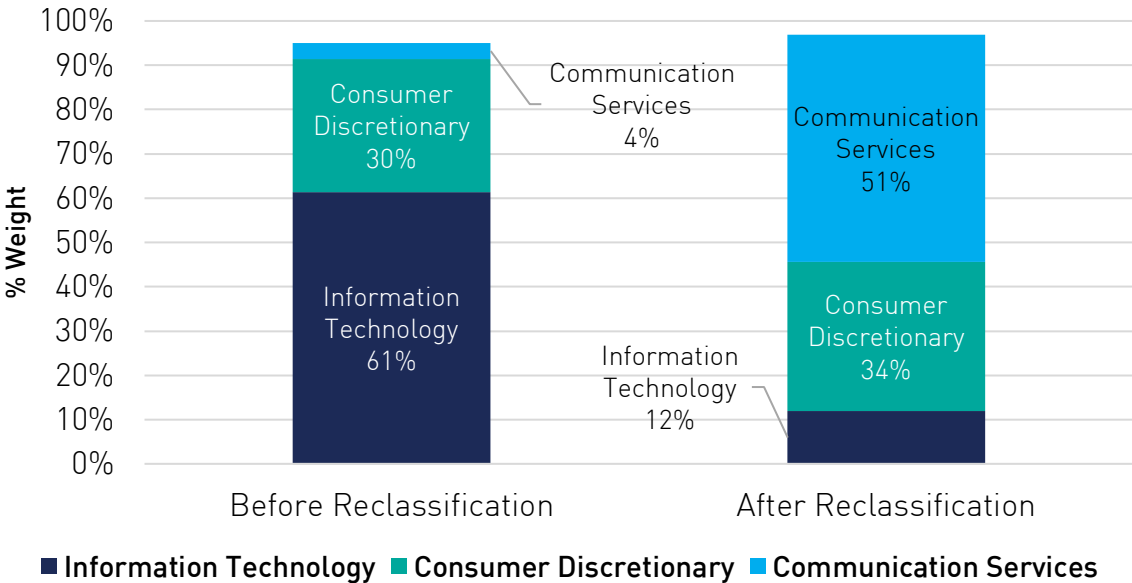 % Weight
100%
90%
80%
70%
60%
50%
40%
30%
20%
10%
0%
Communication
Services
4%
Consumer
Discretionary
30%
Information
Technology
61%
Communication
Services
51%
Consumer
Discretionary
34%
Information
Technology
12%
Before Reclassification
After Reclassification
Information Technology
Consumer Discretionary
Communication Services